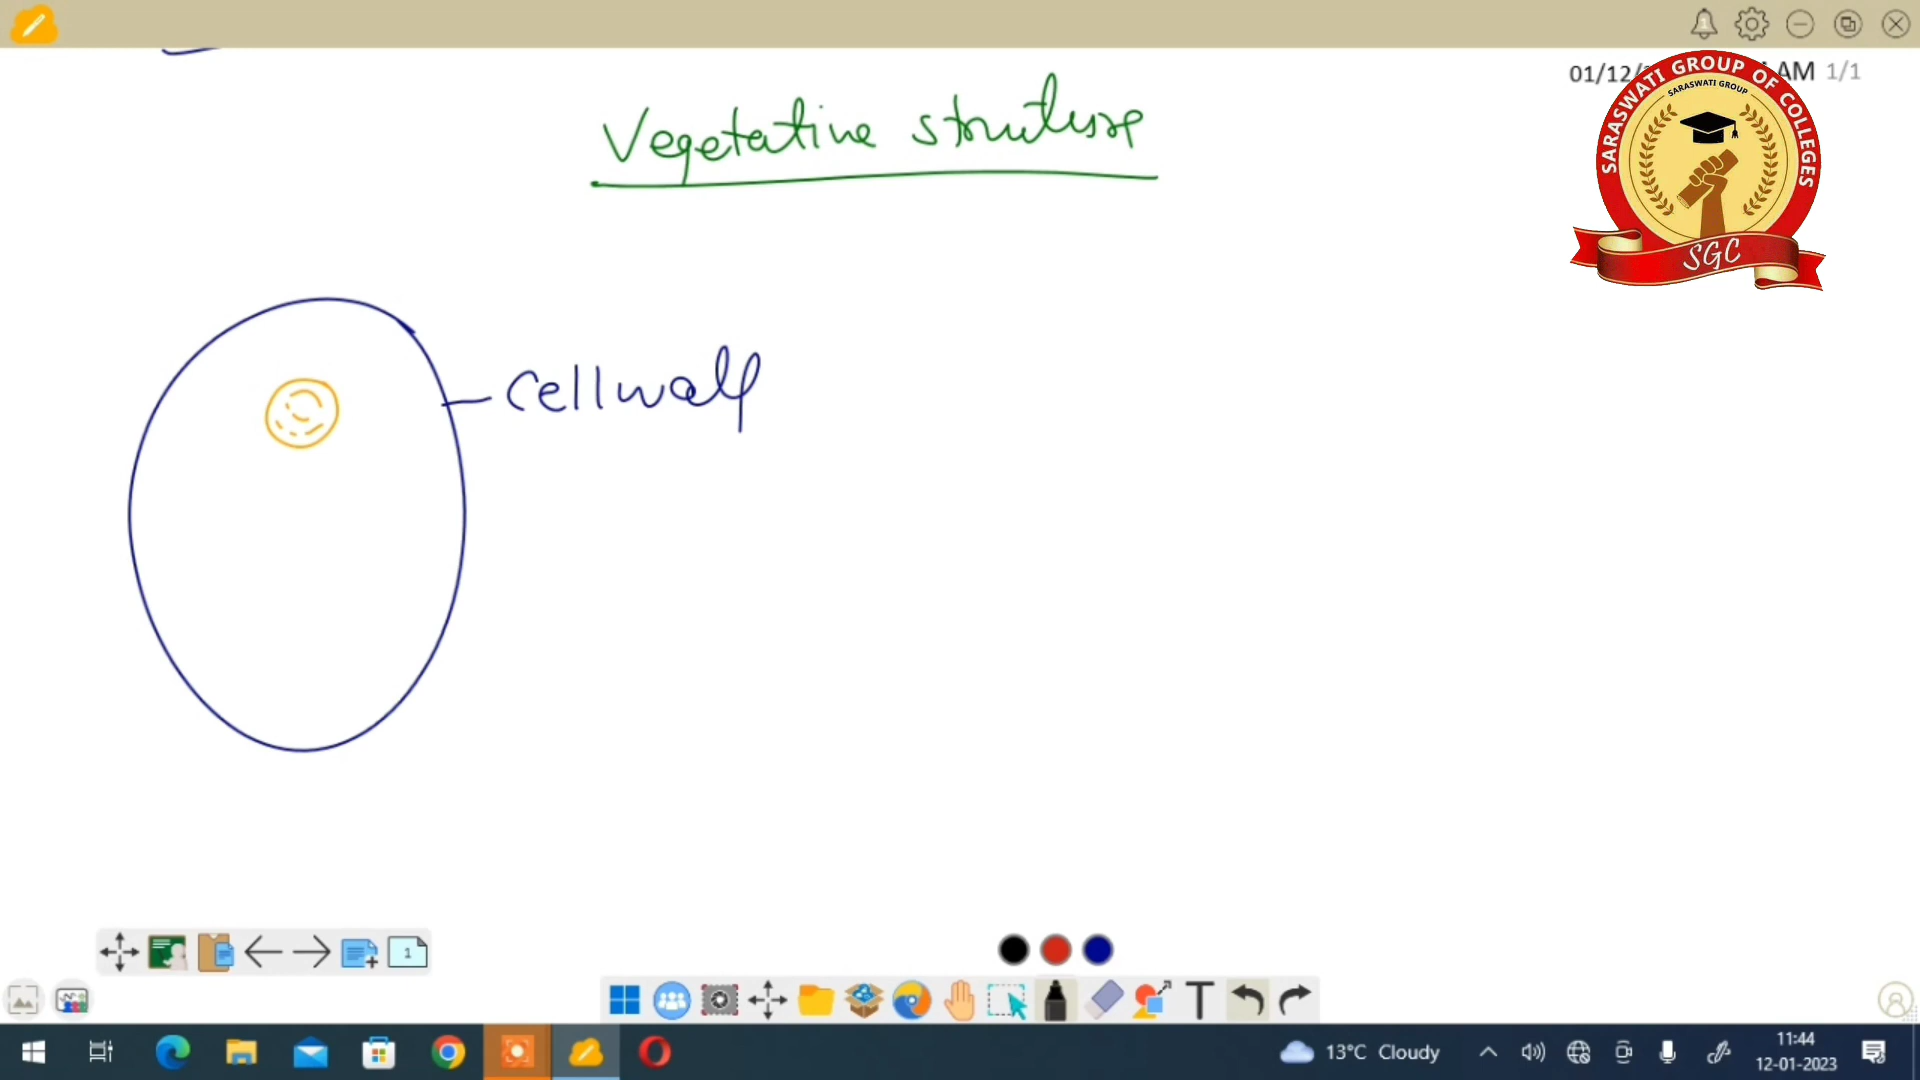 01/12/ AM 1/1
SARASWATI GROUP OF COLLEGES
SARASWATI GROUP
SGC
Vegetative structure
cellwall
1
13°C Cloudy
11:44
12-01-2023